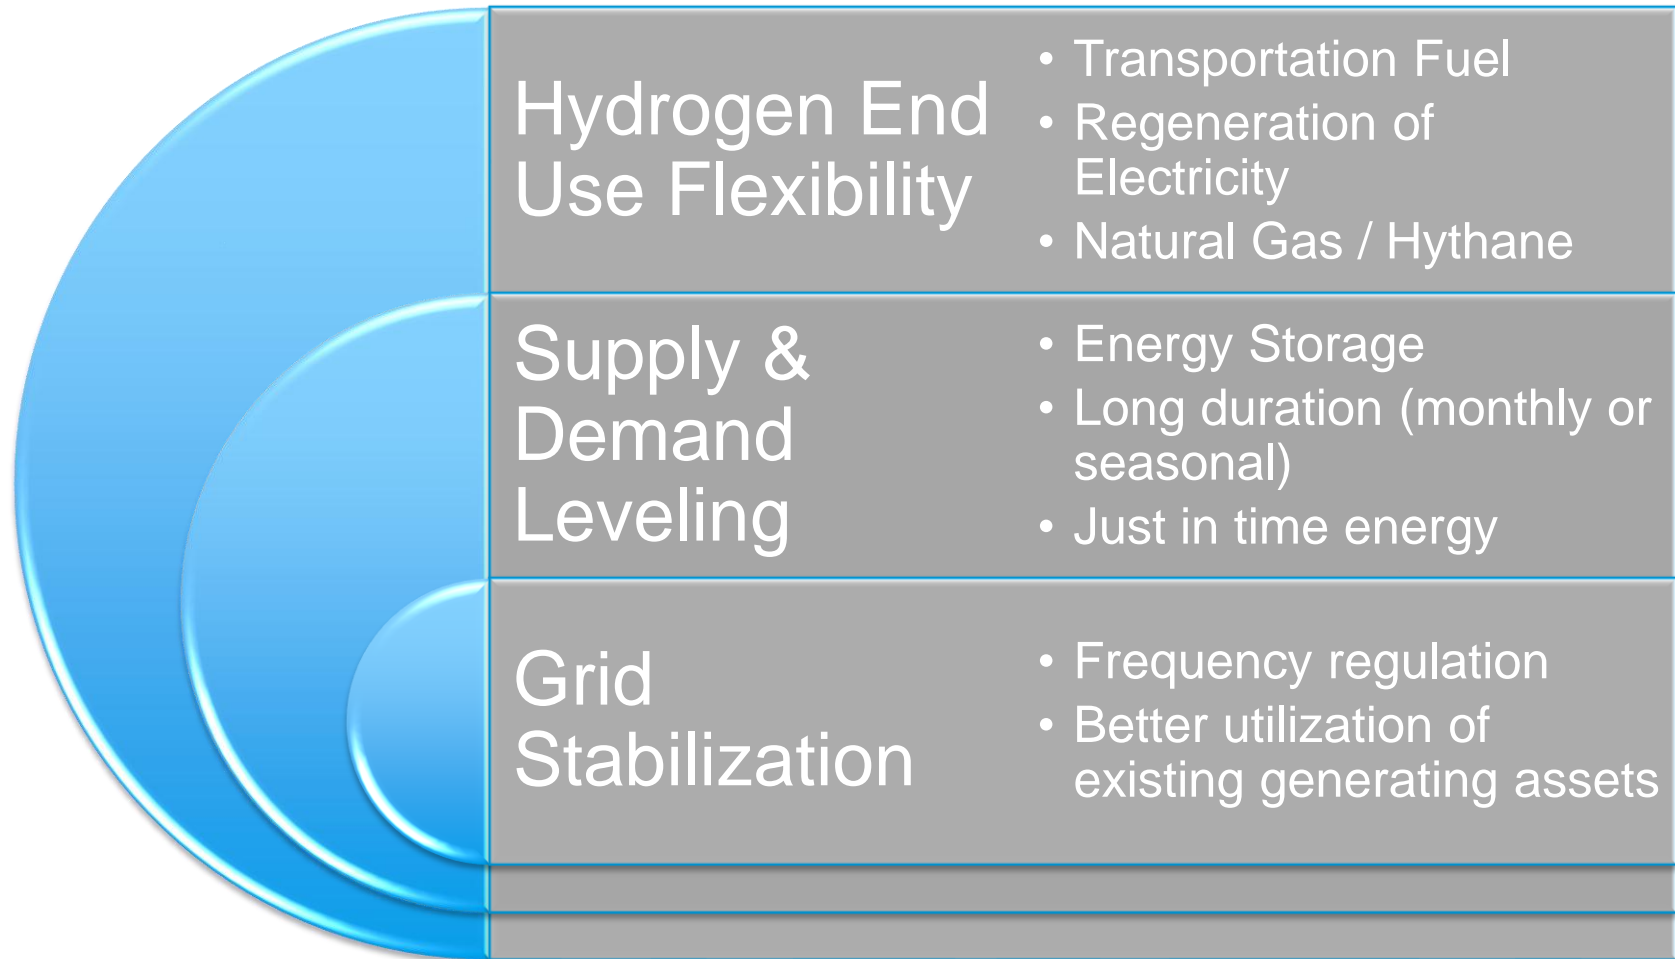 Hydrogen End
Use Flexibility
• Transportation Fuel
• Regeneration of
Electricity
• Natural Gas / Hythane
Supply &
Demand
Leveling
• Energy Storage
• Long duration (monthly or
seasonal)
• Just in time energy
Grid
Stabilization
• Frequency regulation
• Better utilization of
existing generating assets